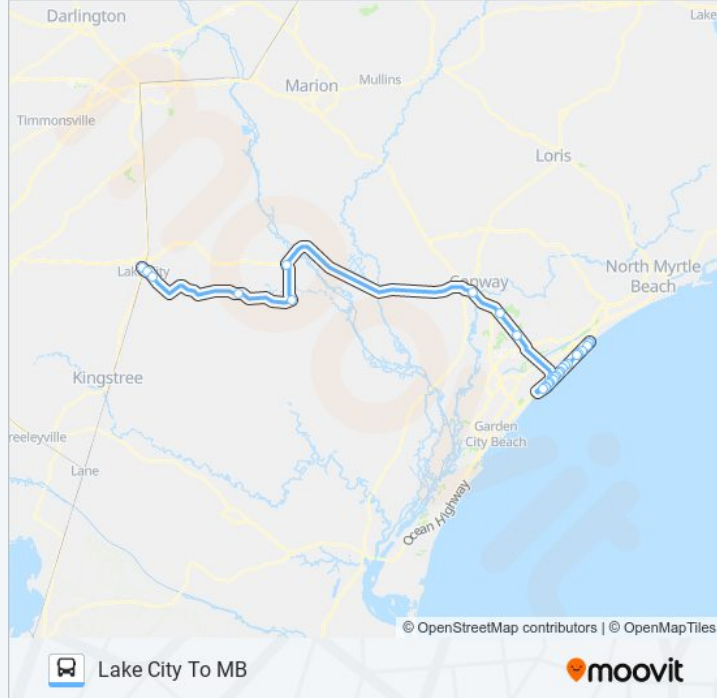 Darlington
Lake
Marion
Mullins
Timmonsville
Loris
Lake City
Conway
North Myrtle
Beach
Kingstree
reeleyville
Garden
City Beach
Lane
Ocean Highway
© OpenStreetMap contributors | © OpenMapTiles
Lake City To MB
moovit